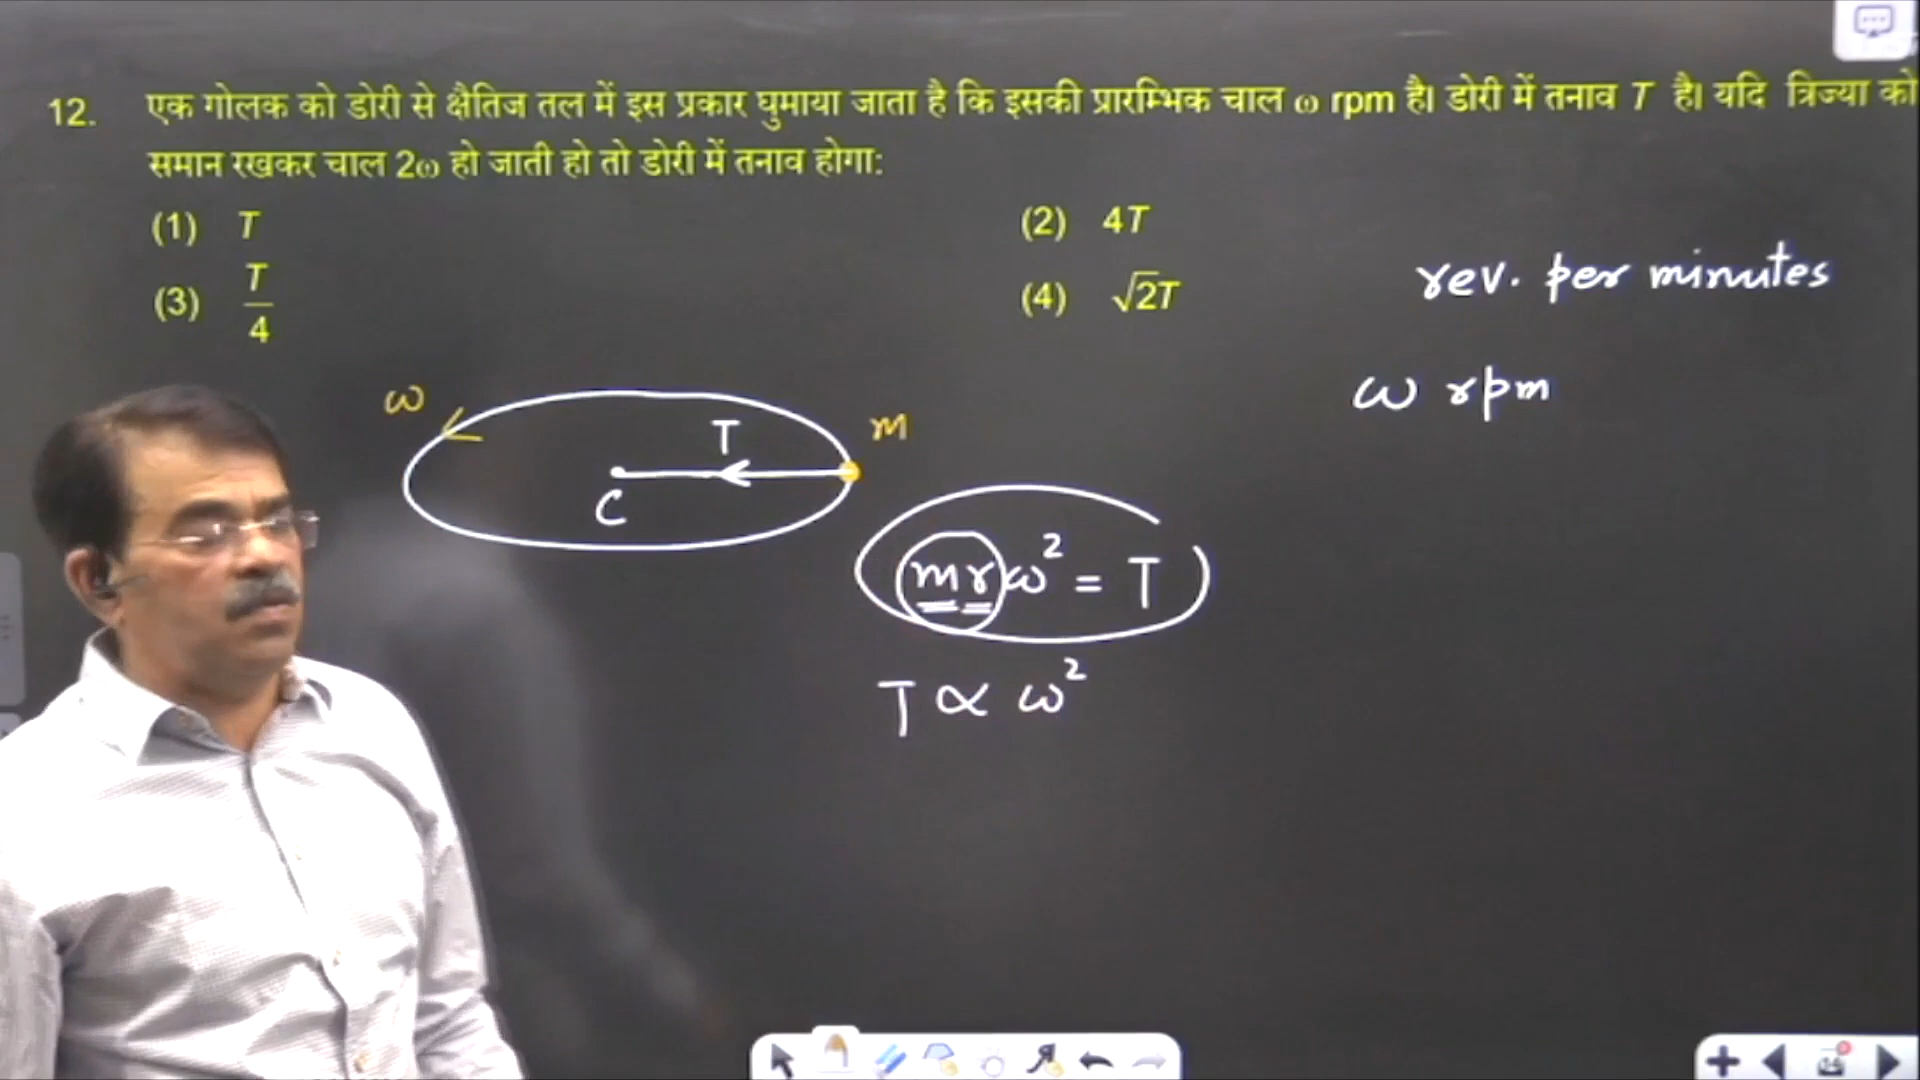 12. एक गोलक को डोरी से क्षैतिज तल में इस प्रकार घुमाया जाता है कि इसकी प्रारम्भिक चाल ω rpm है। डोरी में तनाव T है। यदि त्रिज्या को
समान रखकर चाल 2ω हो जाती हो तो डोरी में तनाव होगा:
(1) T
(2) 4T
(3) T/4
(4) √2T
rev. per minutes
ω rpm
ω
T
m
C
mrω² = T
T ∝ ω²